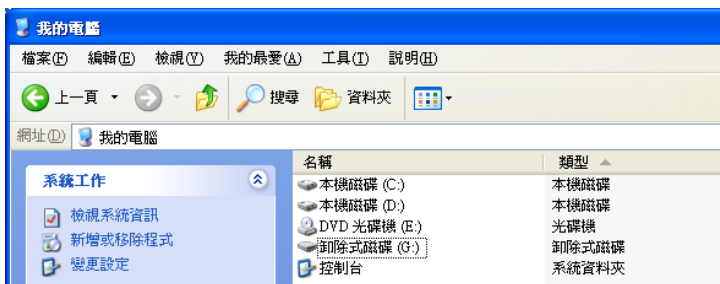 我的電腦
檔案(F) 編輯(E) 檢視(V) 我的最愛(A) 工具(T) 說明(H)
上一頁 搜尋 資料夾
網址(D) 我的電腦
名稱 類型
系統工作
檢視系統資訊
新增或移除程式
變更設定
本機磁碟 (C:) 本機磁碟
本機磁碟 (D:) 本機磁碟
DVD 光碟機 (E:) 光碟機
卸除式磁碟 (G:) 卸除式磁碟
控制台 系統資料夾